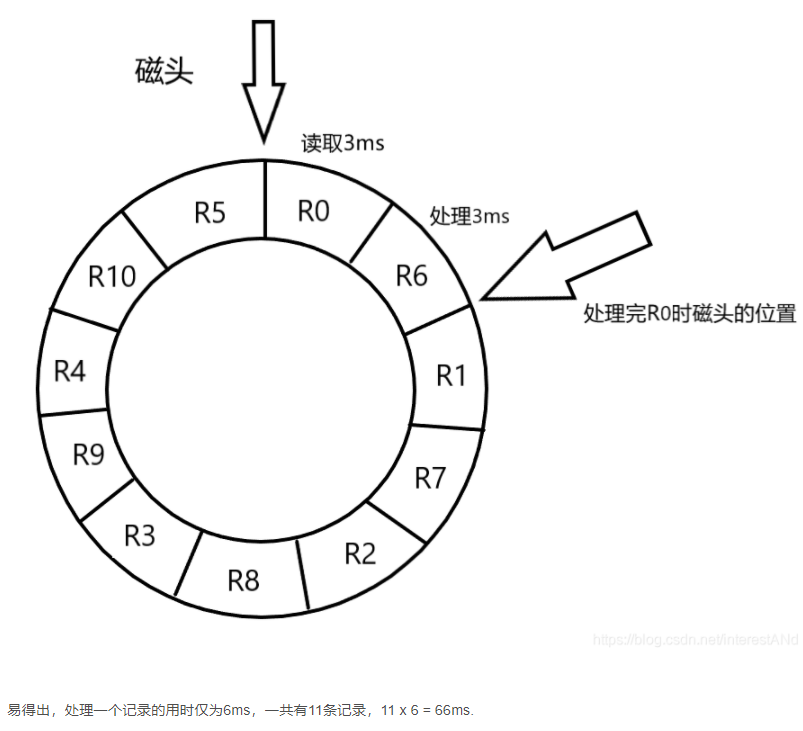 磁头
读取3ms
处理3ms
处理完R0时磁头的位置
R0
R6
R1
R7
R2
R8
R3
R9
R4
R10
R5
https://blog.csdn.net/interestANd
易得出，处理一个记录的用时仅为6ms，一共有11条记录，11 x 6 = 66ms.